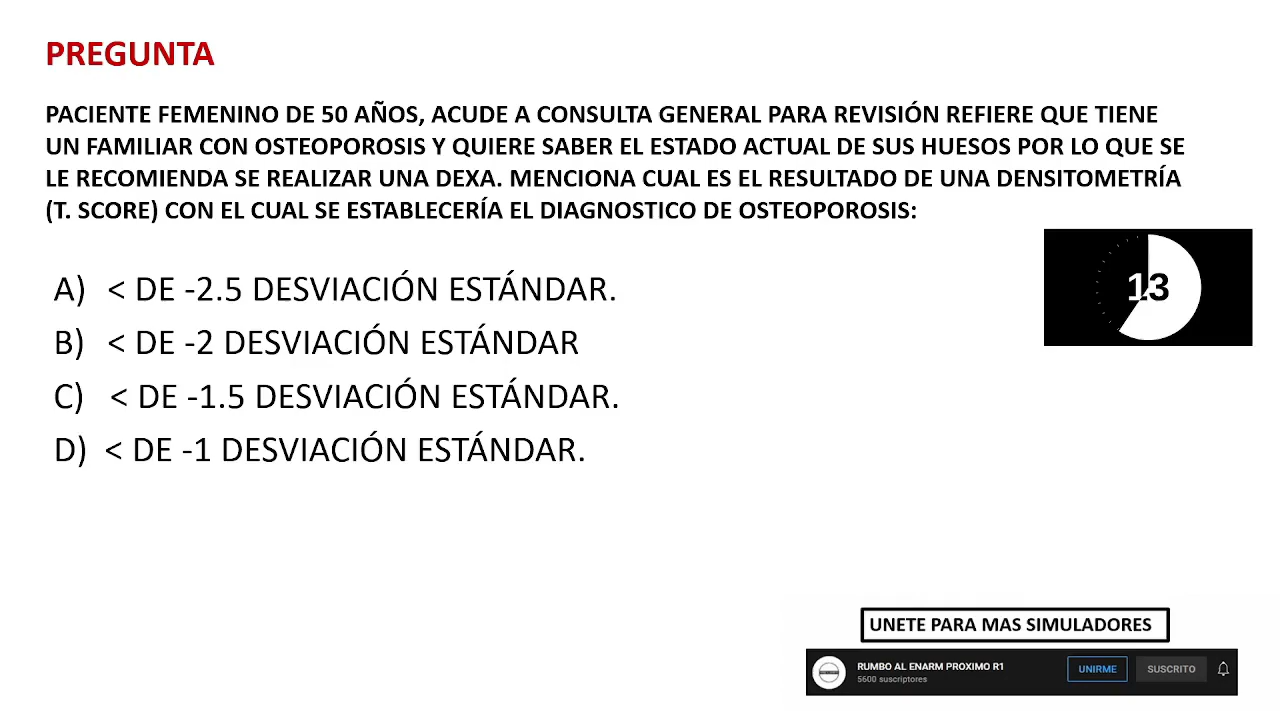 PREGUNTA
PACIENTE FEMENINO DE 50 AÑOS, ACUDE A CONSULTA GENERAL PARA REVISIÓN REFIERE QUE TIENE
UN FAMILIAR CON OSTEOPOROSIS Y QUIERE SABER EL ESTADO ACTUAL DE SUS HUESOS POR LO QUE SE
LE RECOMIENDA SE REALIZAR UNA DEXA. MENCIONA CUAL ES EL RESULTADO DE UNA DENSITOMETRÍA
(T. SCORE) CON EL CUAL SE ESTABLECERÍA EL DIAGNOSTICO DE OSTEOPOROSIS:
13
A) < DE -2.5 DESVIACIÓN ESTÁNDAR.
B) < DE -2 DESVIACIÓN ESTÁNDAR
C) < DE -1.5 DESVIACIÓN ESTÁNDAR.
D) < DE -1 DESVIACIÓN ESTÁNDAR.
UNETE PARA MAS SIMULADORES
RUMBO AL ENARM PROXIMO R1
5600 suscriptores
UNIRME
SUSCRITO